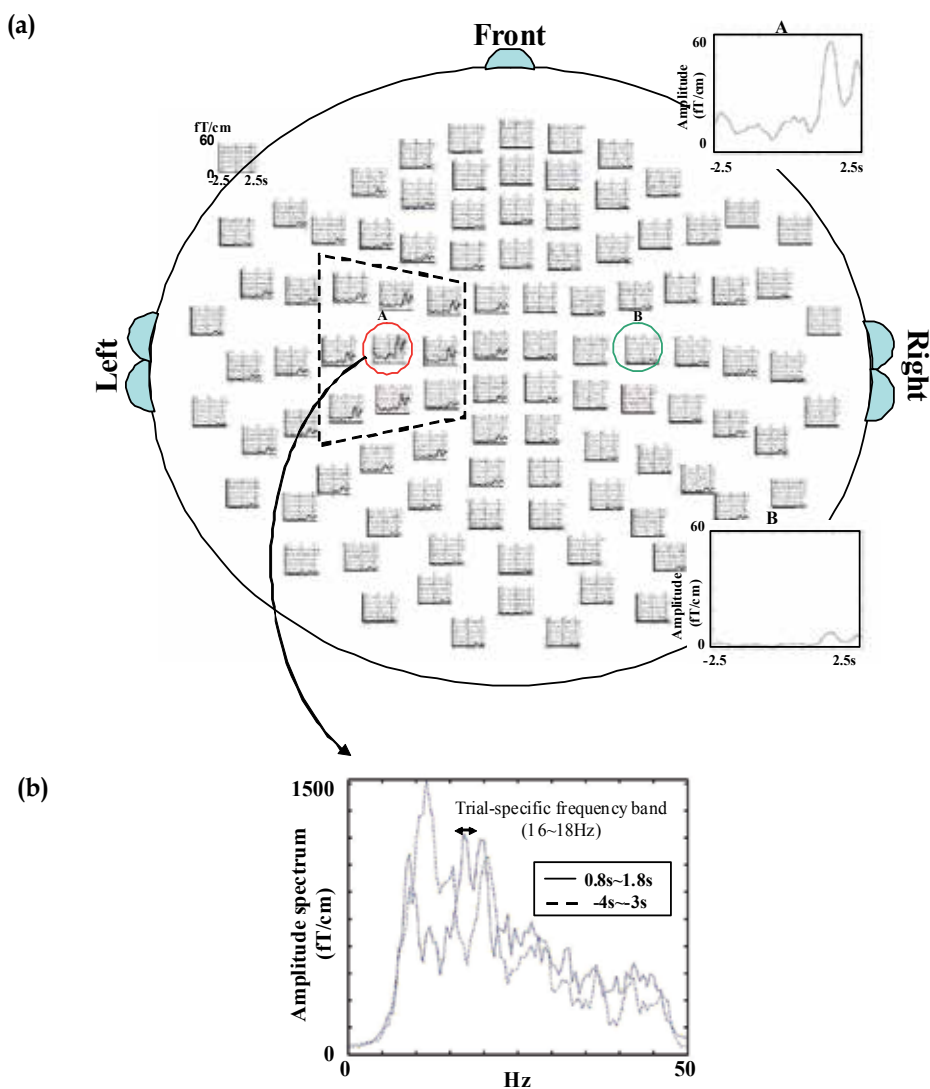 (a)
Front
A
60
Amplitude
(fT/cm)
0
-2.5 2.5s
fT/cm
60
0
-2.5 2.5s
A
B
Left
Right
B
60
Amplitude
(fT/cm)
0
-2.5 2.5s
(b)
1500
Trial-specific frequency band
(16~18Hz)
0.8s~1.8s
-4s~-3s
Amplitude spectrum
(fT/cm)
0
0 50
Hz